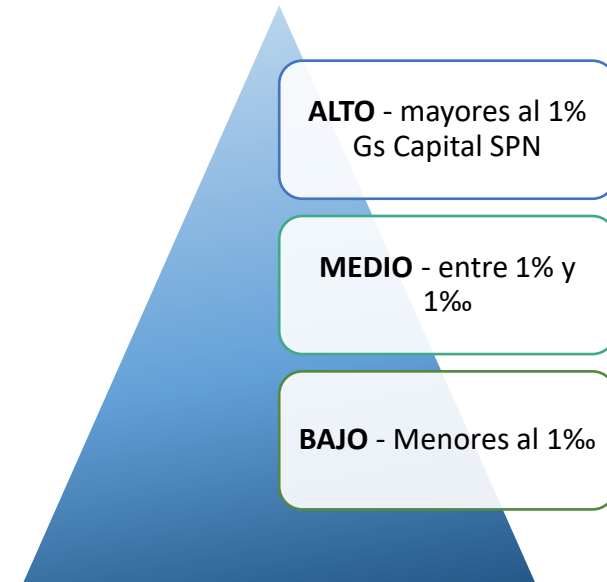 ALTO - mayores al 1%
Gs Capital SPN
MEDIO - entre 1% y
1‰
BAJO - Menores al 1‰